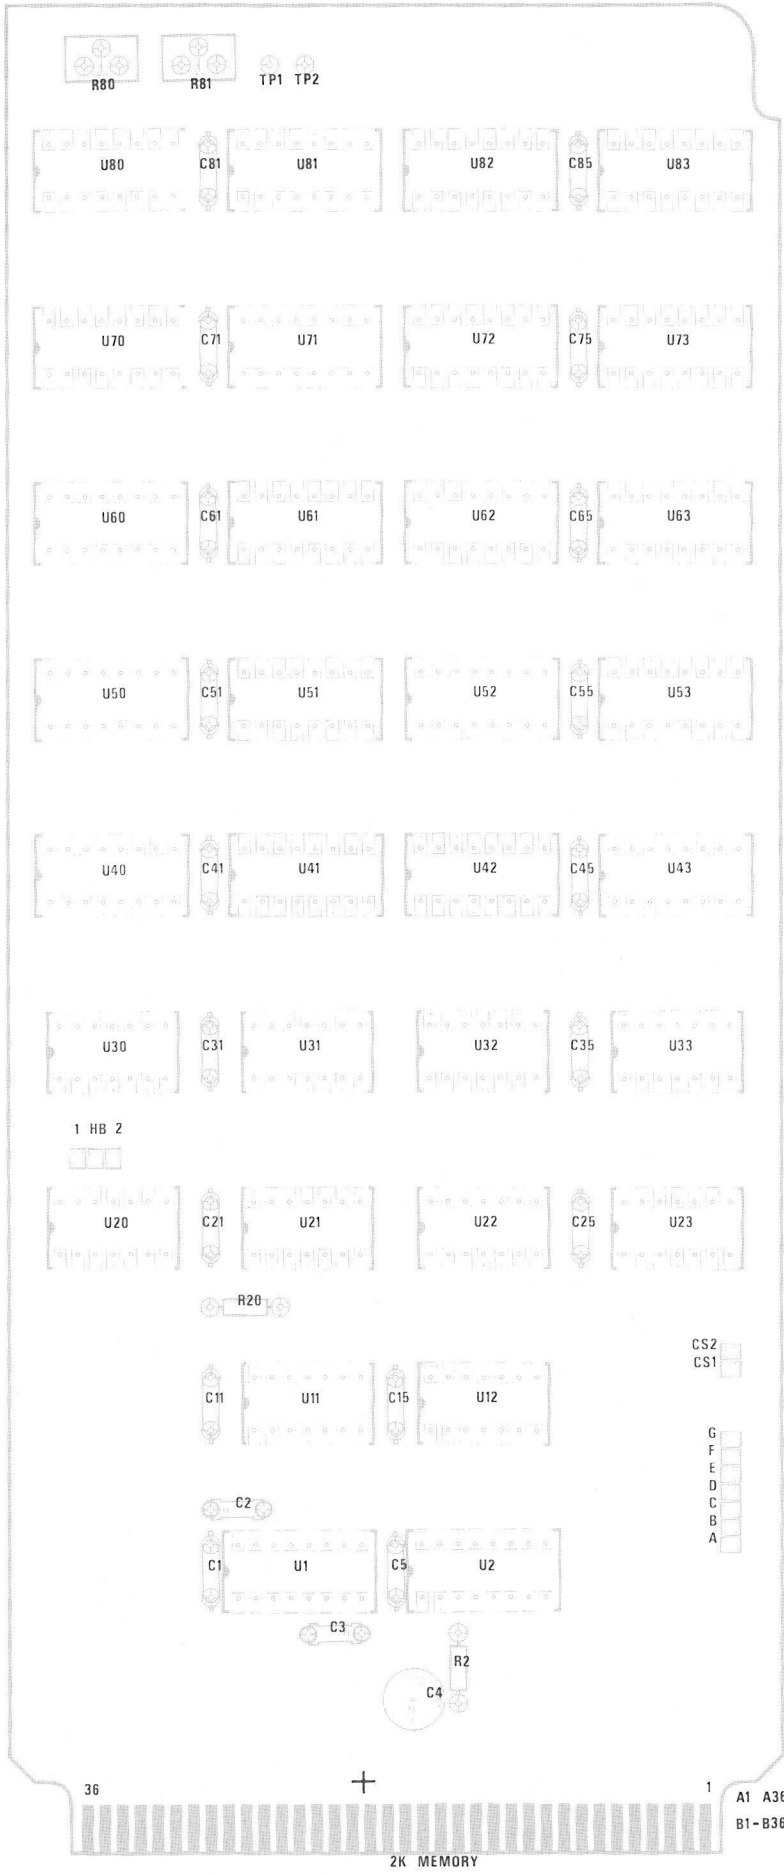 R80 R81 TP1 TP2
U80 C81 U81 U82 C85 U83
U70 C71 U71 U72 C75 U73
U60 C61 U61 U62 C65 U63
U50 C51 U51 U52 C55 U53
U40 C41 U41 U42 C45 U43
U30 C31 U31 U32 C35 U33
1 HB 2
U20 C21 U21 U22 C25 U23
R20
CS2
CS1
C11 U11 C15 U12
G
F
E
D
C
B
A
C2
C1 U1 C5 U2
C3
R2
C4
36 1
A1 A36
B1-B36
2K MEMORY